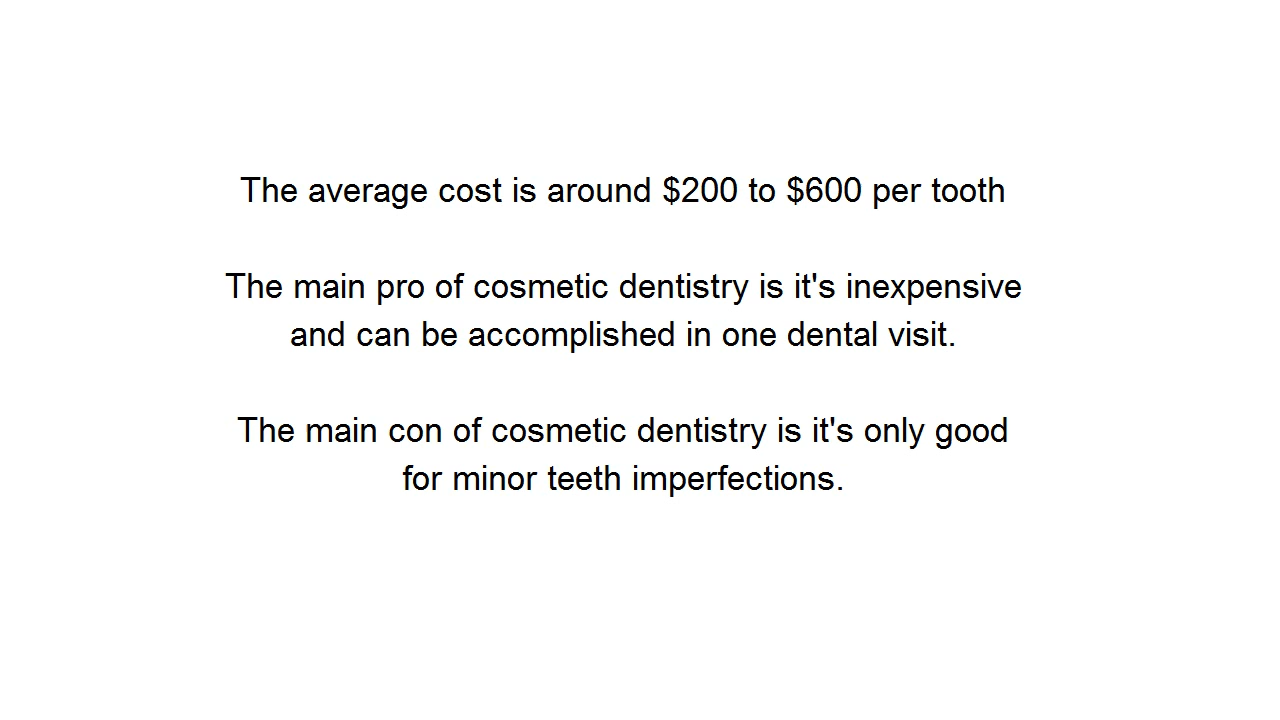 The average cost is around $200 to $600 per tooth
The main pro of cosmetic dentistry is it's inexpensive
and can be accomplished in one dental visit.
The main con of cosmetic dentistry is it's only good
for minor teeth imperfections.